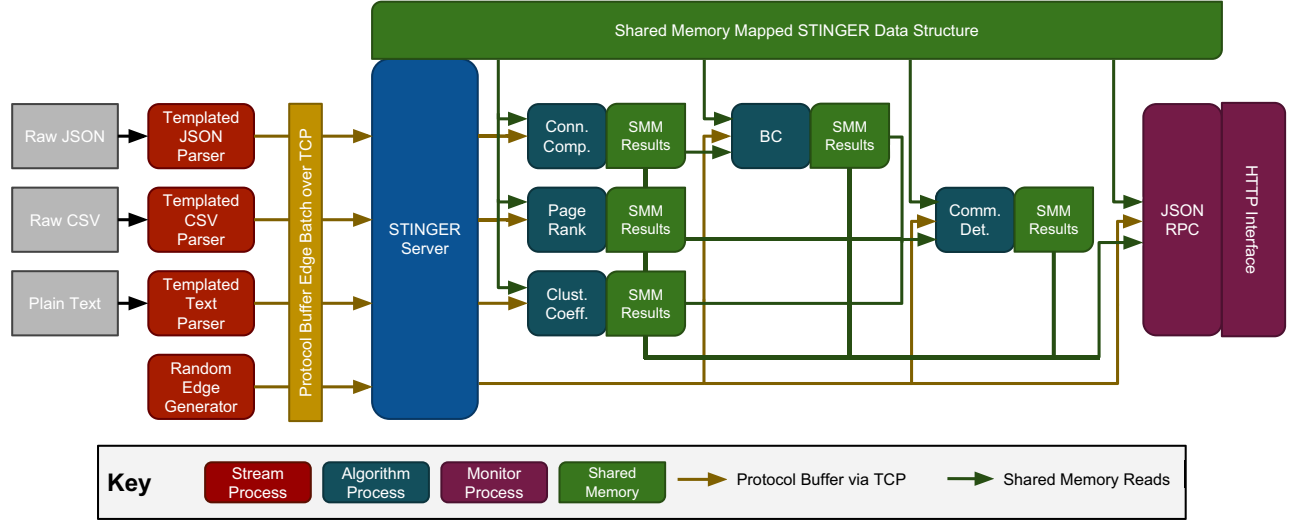 Shared Memory Mapped STINGER Data Structure
Raw JSON
Templated
JSON
Parser
Raw CSV
Templated
CSV
Parser
Plain Text
Templated
Text
Parser
Random
Edge
Generator
Protocol Buffer Edge Batch over TCP
STINGER
Server
Conn.
Comp.
SMM
Results
Page
Rank
SMM
Results
Clust.
Coeff.
SMM
Results
BC
SMM
Results
Comm.
Det.
SMM
Results
JSON
RPC
HTTP Interface
Key
Stream
Process
Algorithm
Process
Monitor
Process
Shared
Memory
Protocol Buffer via TCP
Shared Memory Reads